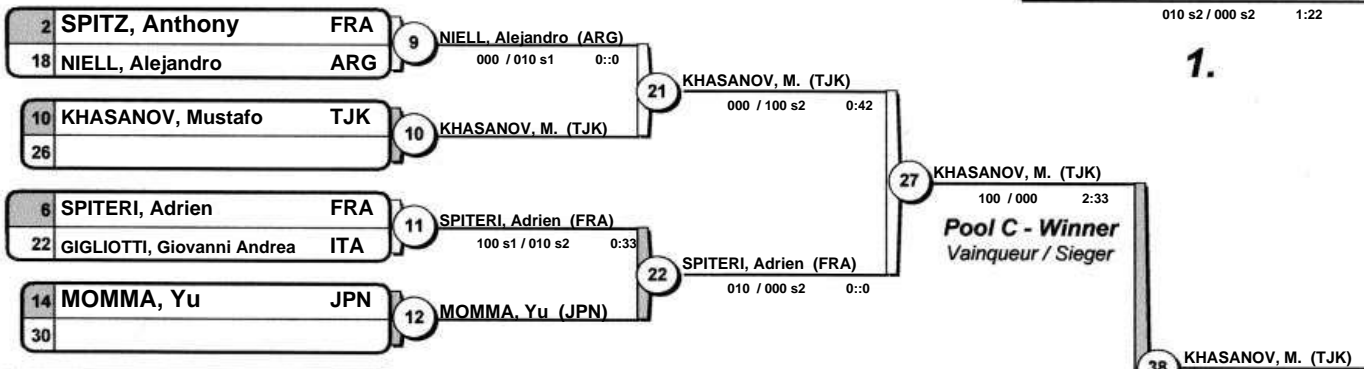 010 s2 / 000 s2 1:22
1.
2 SPITZ, Anthony FRA
18 NIELL, Alejandro ARG
9
NIELL, Alejandro (ARG)
000 / 010 s1 0::0
10 KHASANOV, Mustafo TJK
26
10
KHASANOV, M. (TJK)
21
KHASANOV, M. (TJK)
000 / 100 s2 0:42
6 SPITERI, Adrien FRA
22 GIGLIOTTI, Giovanni Andrea ITA
11
SPITERI, Adrien (FRA)
100 s1 / 010 s2 0:33
14 MOMMA, Yu JPN
30
12
MOMMA, Yu (JPN)
22
SPITERI, Adrien (FRA)
010 / 000 s2 0::0
27
KHASANOV, M. (TJK)
100 / 000 2:33
Pool C - Winner
Vainqueur / Sieger
38
KHASANOV, M. (TJK)